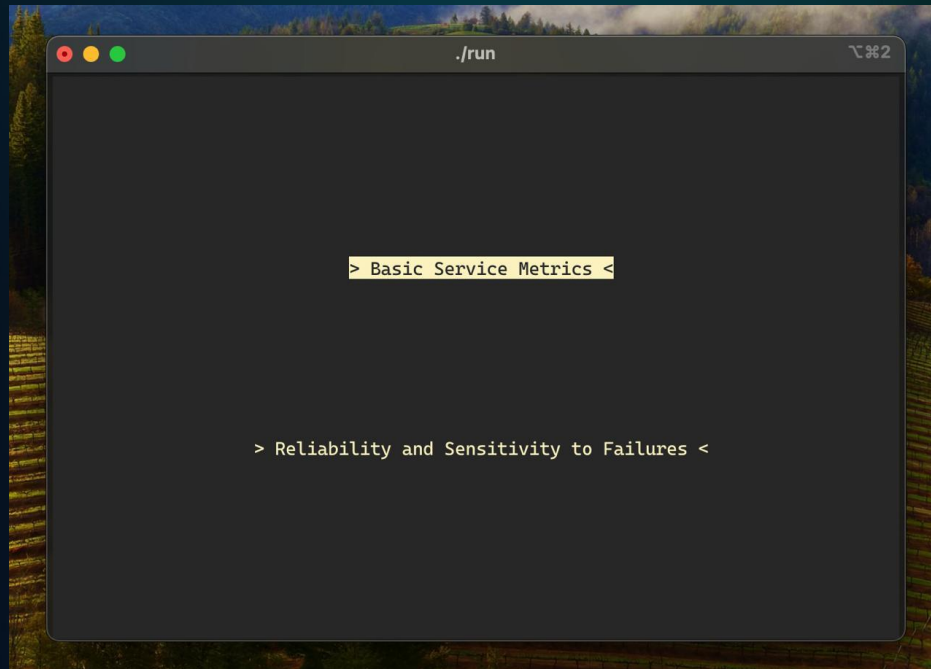 ./run
⌥⌘2
> Basic Service Metrics <
> Reliability and Sensitivity to Failures <